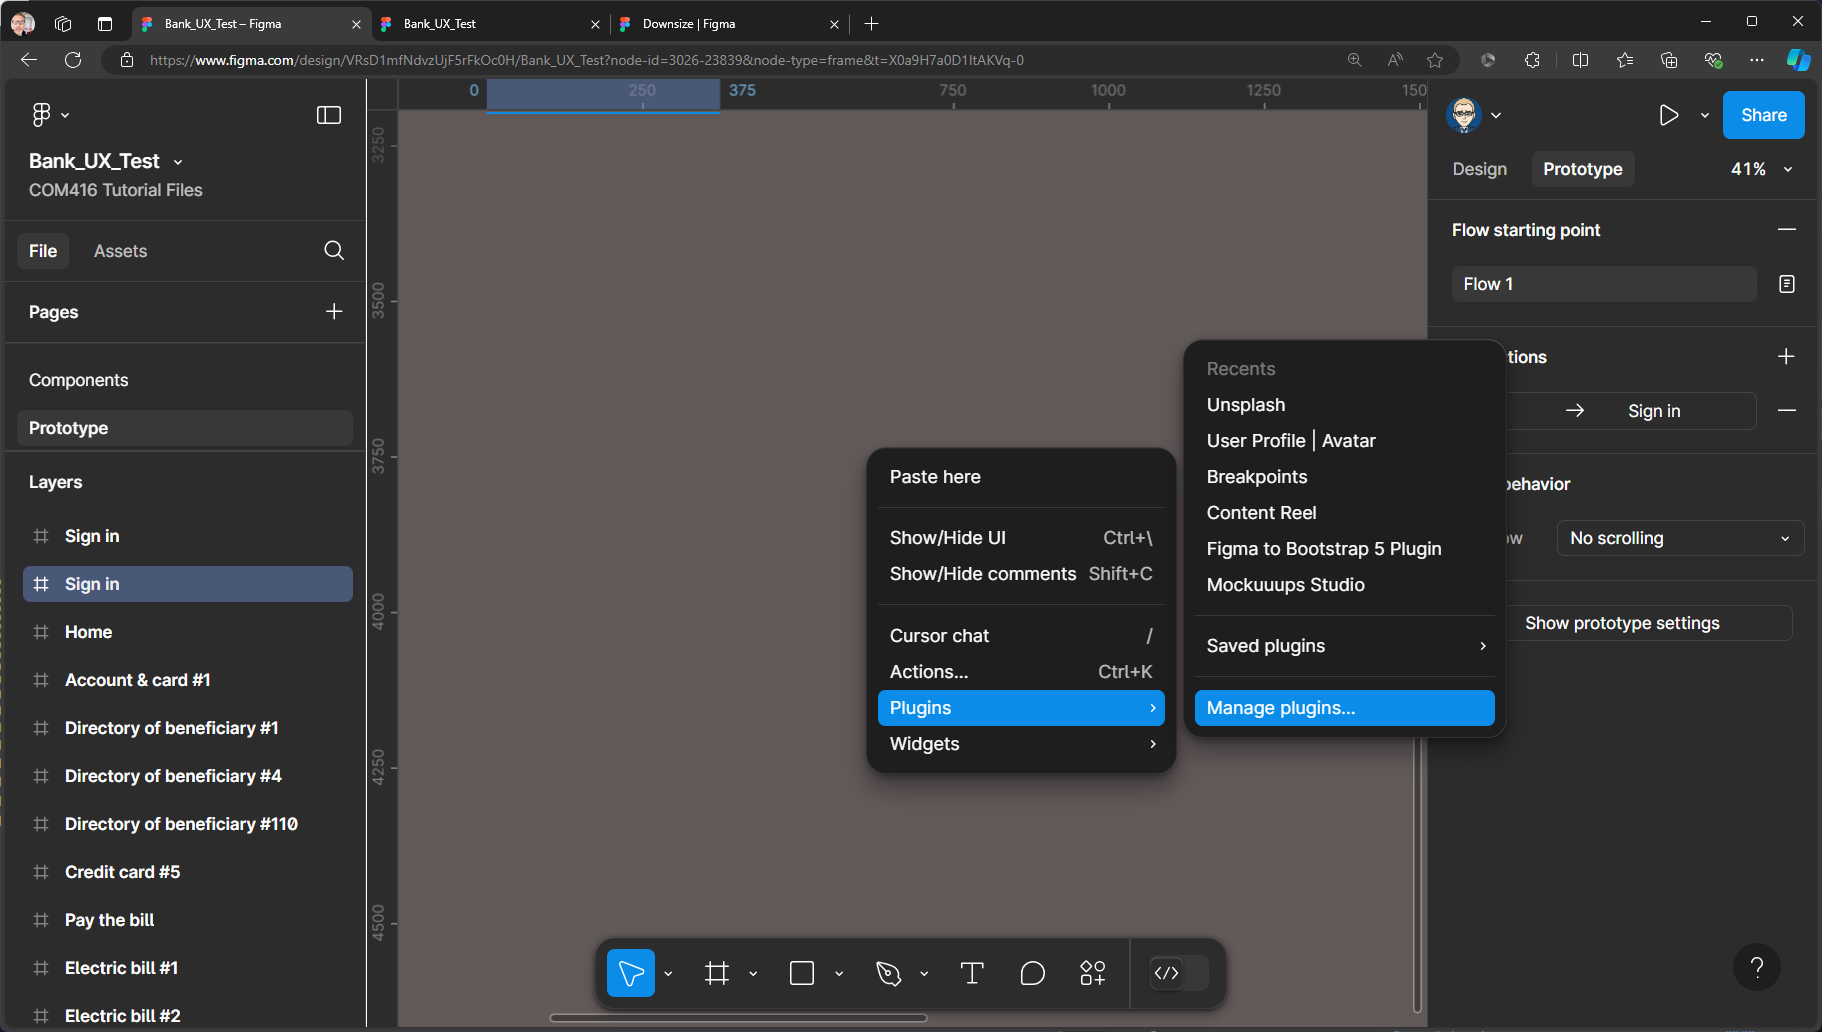 Bank_UX_Test – Figma
Bank_UX_Test
Downsize | Figma
https://www.figma.com/design/VRsD1mfNdvzUjF5rFkOc0H/Bank_UX_Test?node-id=3026-23839&node-type=frame&t=X0a9H7a0D1ItAKVq-0
Bank_UX_Test
COM416 Tutorial Files
File
Assets
Pages
Components
Prototype
Layers
Sign in
Sign in
Home
Account & card #1
Directory of beneficiary #1
Directory of beneficiary #4
Directory of beneficiary #110
Credit card #5
Pay the bill
Electric bill #1
Electric bill #2
0
250
375
750
1000
1250
150
3250
3500
3750
4000
4250
4500
Paste here
Show/Hide UI Ctrl+\
Show/Hide comments Shift+C
Cursor chat /
Actions... Ctrl+K
Plugins
Widgets
Recents
Unsplash
User Profile | Avatar
Breakpoints
Content Reel
Figma to Bootstrap 5 Plugin
Mockuuups Studio
Saved plugins
Manage plugins...
Share
Design
Prototype
41%
Flow starting point
Flow 1
tions
Sign in
behavior
ow
No scrolling
Show prototype settings
?